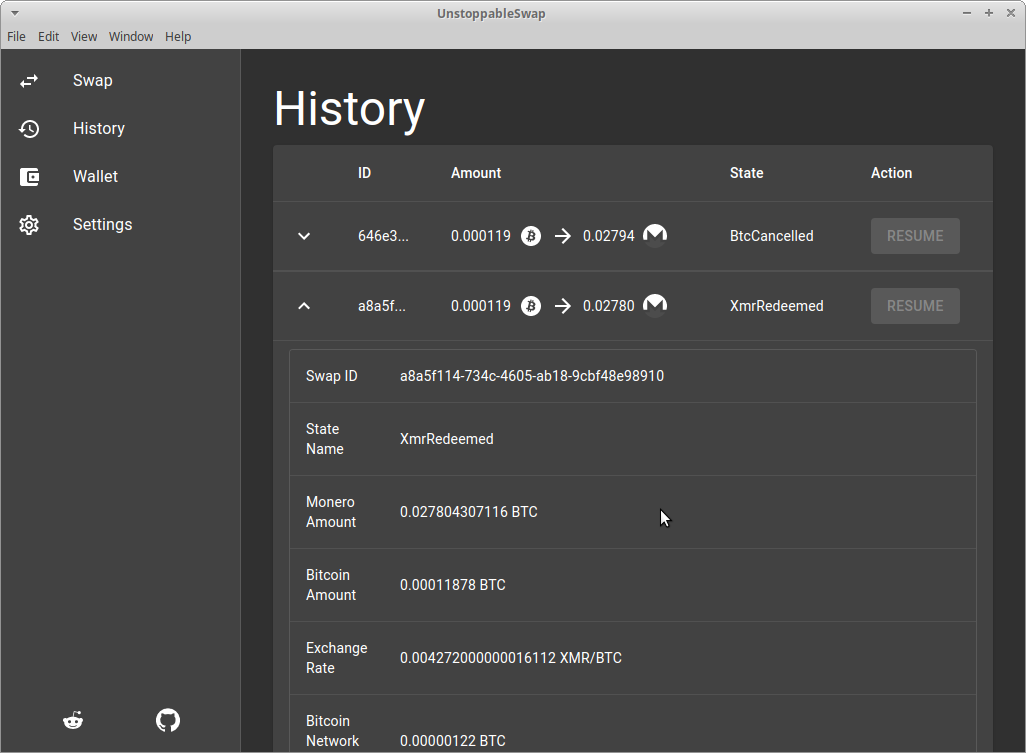 UnstoppableSwap
File Edit View Window Help
Swap
History
Wallet
Settings
History
ID Amount State Action
646e3... 0.000119 0.02794 BtcCancelled RESUME
a8a5f... 0.000119 0.02780 XmrRedeemed RESUME
Swap ID a8a5f114-734c-4605-ab18-9cbf48e98910
State
Name
XmrRedeemed
Monero
Amount
0.027804307116 BTC
Bitcoin
Amount
0.00011878 BTC
Exchange
Rate
0.004272000000016112 XMR/BTC
Bitcoin
Network
0.00000122 BTC